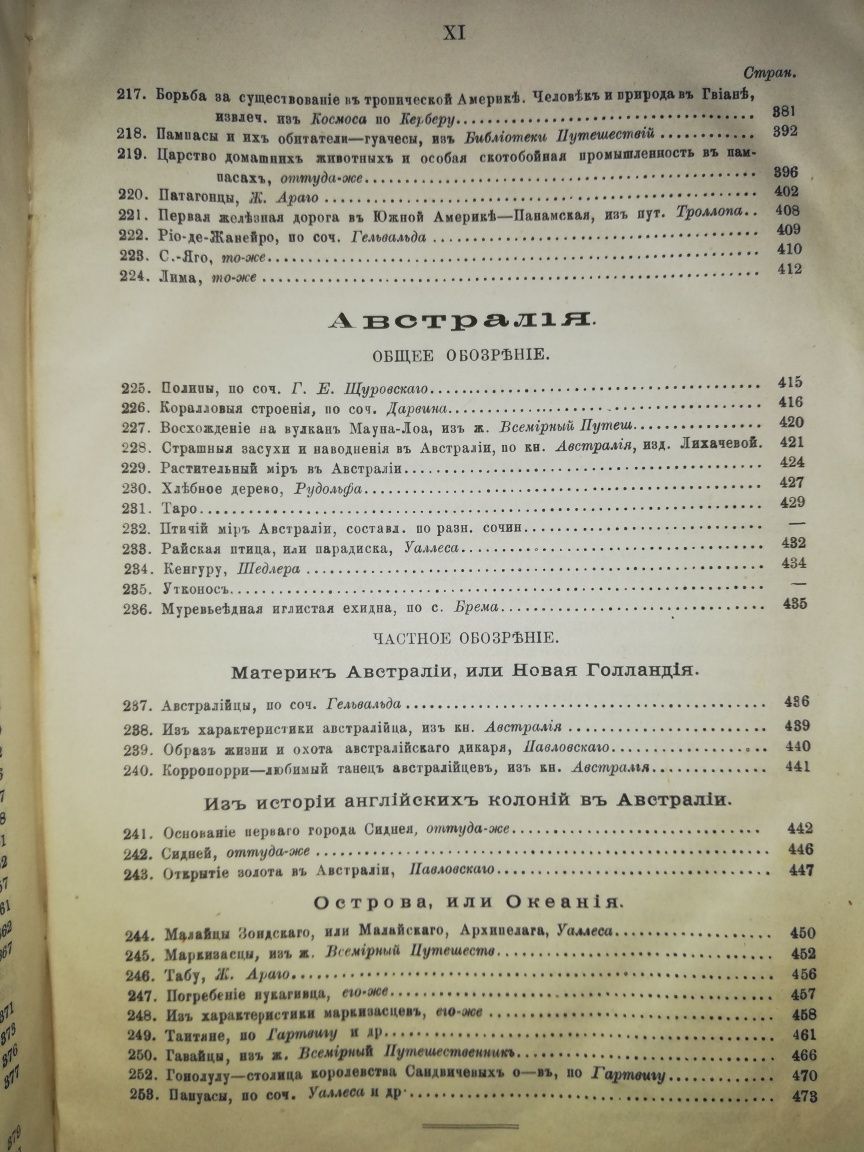 XI
Стран.
217. Борьба за существованіе въ тропической Америкѣ. Человѣкъ и природа въ Гвіанѣ,
извлеч. изъ Космоса по Керберу.......... 381
218. Пампасы и ихъ обитатели—гуачесы, изъ Библіотеки Путешествій.......... 392
219. Царство домашнихъ животныхъ и особая скотобойная промышленность въ пам-
пасахъ, оттуда-же.......... 396
220. Патагонцы, Ж. Араго.......... 402
221. Первая желѣзная дорога въ Южной Америкѣ—Панамская, изъ пут. Троллопа.. 408
222. Ріо-де-Жанейро, по соч. Гельвальда.......... 409
223. С.-Яго, то-же.......... 410
224. Лима, то-же.......... 412
Австралія.
ОБЩЕЕ ОБОЗРѢНІЕ.
225. Полипы, по соч. Г. Е. Щуровскаго.......... 415
226. Коралловыя строенія, по соч. Дарвина.......... 416
227. Восхожденіе на вулканъ Мауна-Лоа, изъ ж. Всемірный Путеш.......... 420
228. Страшныя засухи и наводненія въ Австраліи, по кн. Австралія, изд. Лихачевой. 421
229. Растительный міръ въ Австраліи.......... 424
230. Хлѣбное дерево, Рудольфа.......... 427
231. Таро.......... 429
232. Птичій міръ Австраліи, составл. по разн. сочин.......... —
233. Райская птица, или парадиска, Уаллеса.......... 432
234. Кенгуру, Шедлера.......... 434
235. Утконосъ.......... —
236. Муревьеѣдная иглистая ехидна, по с. Брема.......... 435
ЧАСТНОЕ ОБОЗРѢНІЕ.
Материкъ Австраліи, или Новая Голландія.
237. Австралійцы, по соч. Гельвальда.......... 436
238. Изъ характеристики австралійца, изъ кн. Австралія.......... 439
239. Образъ жизни и охота австралійскаго дикаря, Павловскаго.......... 440
240. Корропорри—любимый танецъ австралійцевъ, изъ кн. Австралія.......... 441
Изъ исторіи англійскихъ колоній въ Австраліи.
241. Основаніе перваго города Сиднея, оттуда-же.......... 442
242. Сидней, оттуда-же.......... 446
243. Открытіе золота въ Австраліи, Павловскаго.......... 447
Острова, или Океанія.
244. Малайцы Зондскаго, или Малайскаго, Архипелага, Уаллеса.......... 450
245. Маркизасцы, изъ ж. Всемірный Путешеств.......... 452
246. Табу, Ж. Араго.......... 456
247. Погребеніе нукагивца, его-же.......... 457
248. Изъ характеристики маркизасцевъ, его-же.......... 458
249. Таитяне, по Гартвигу и др.......... 461
250. Гавайцы, изъ ж. Всемірный Путешественникъ.......... 466
252. Гонолулу—столица королевства Сандвичевыхъ о—въ, по Гартвигу.......... 470
253. Папуасы, по соч. Уаллеса и др.......... 473